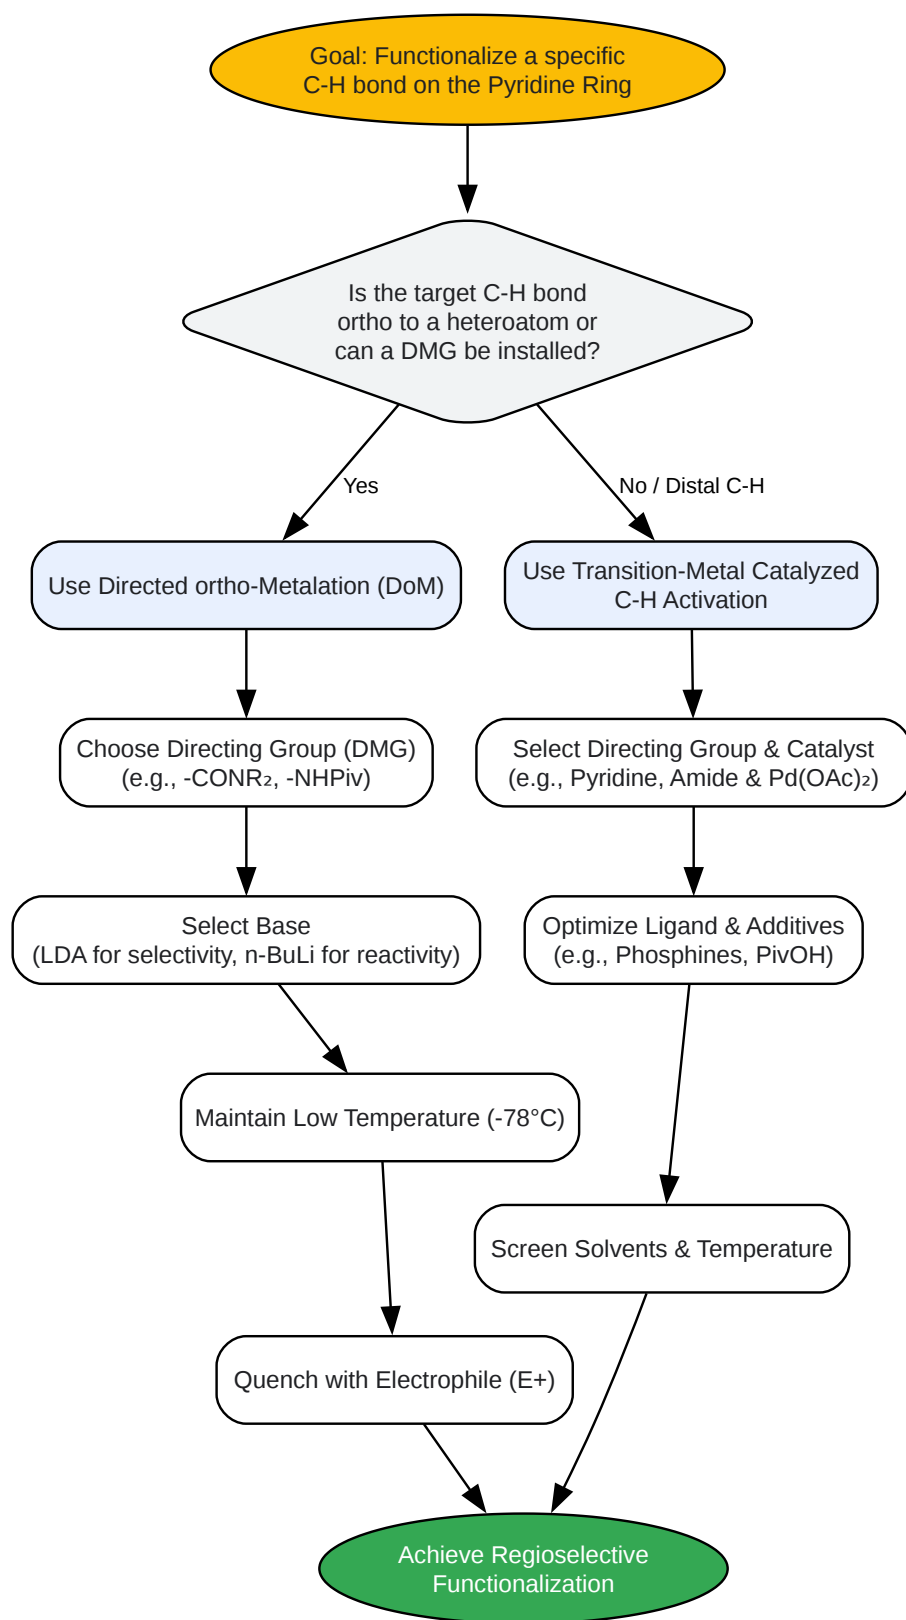 Goal: Functionalize a specific
C-H bond on the Pyridine Ring
Is the target C-H bond
ortho to a heteroatom or
can a DMG be installed?
Yes
No / Distal C-H
Use Directed ortho-Metalation (DoM)
Use Transition-Metal Catalyzed
C-H Activation
Choose Directing Group (DMG)
(e.g., -CONR₂, -NHPiv)
Select Directing Group & Catalyst
(e.g., Pyridine, Amide & Pd(OAc)₂)
Select Base
(LDA for selectivity, n-BuLi for reactivity)
Optimize Ligand & Additives
(e.g., Phosphines, PivOH)
Maintain Low Temperature (-78°C)
Screen Solvents & Temperature
Quench with Electrophile (E+)
Achieve Regioselective
Functionalization